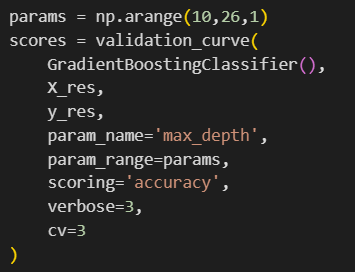 params = np.arange(10,26,1)
scores = validation_curve(
    GradientBoostingClassifier(),
    X_res,
    y_res,
    param_name='max_depth',
    param_range=params,
    scoring='accuracy',
    verbose=3,
    cv=3
)